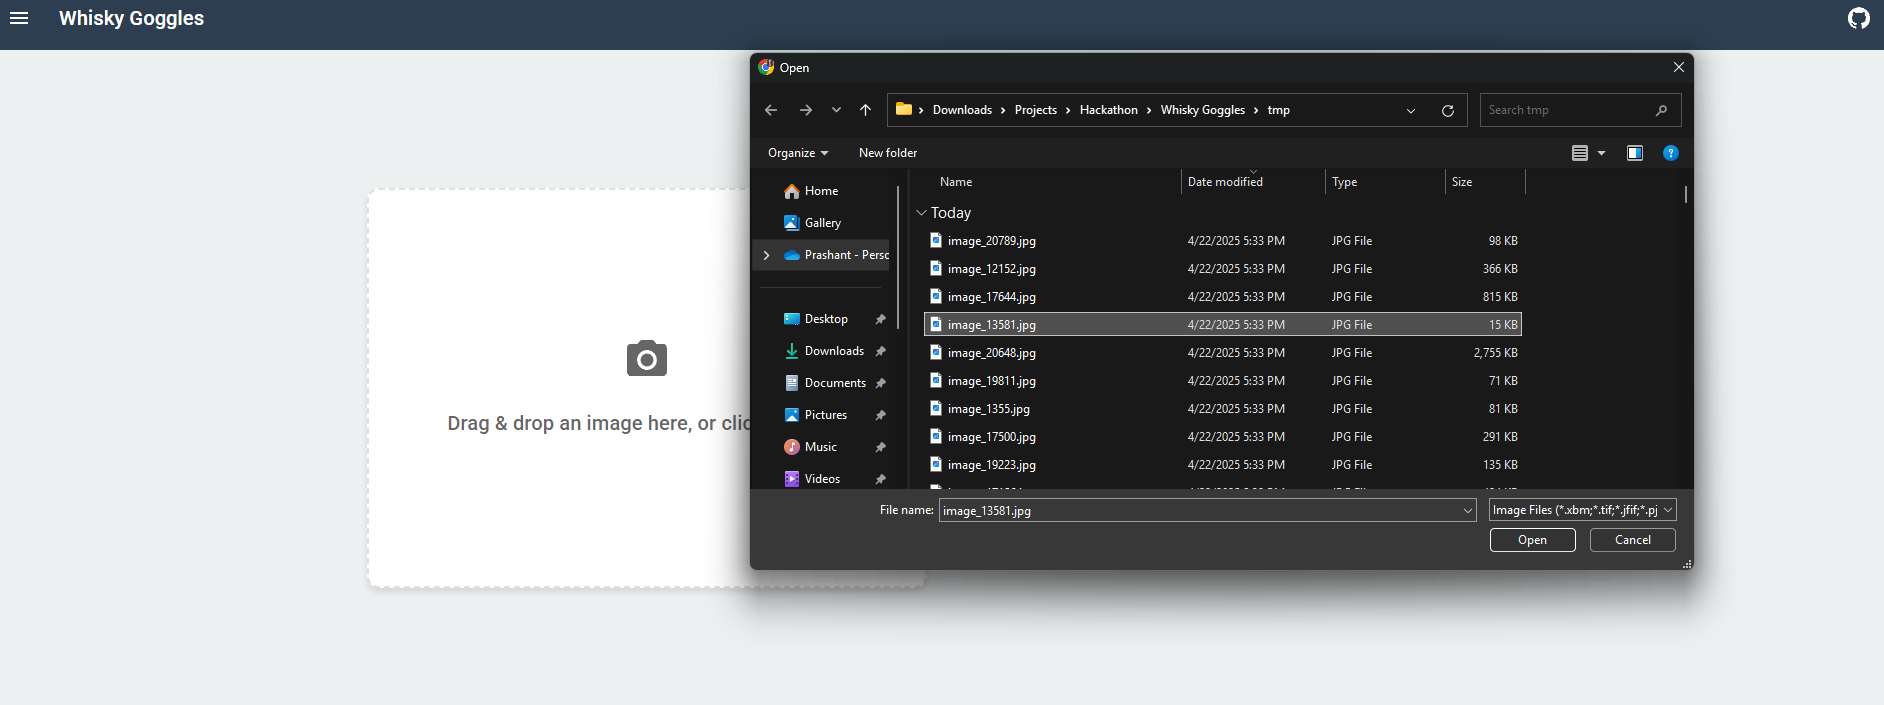 Whisky Goggles
Open
Downloads > Projects > Hackathon > Whisky Goggles > tmp
Search tmp
Organize
New folder
Home
Gallery
Prashant - Persc
Desktop
Downloads
Documents
Pictures
Music
Videos
Name Date modified Type Size
Today
image_20789.jpg 4/22/2025 5:33 PM JPG File 98 KB
image_12152.jpg 4/22/2025 5:33 PM JPG File 366 KB
image_17644.jpg 4/22/2025 5:33 PM JPG File 815 KB
image_13581.jpg 4/22/2025 5:33 PM JPG File 15 KB
image_20648.jpg 4/22/2025 5:33 PM JPG File 2,755 KB
image_19811.jpg 4/22/2025 5:33 PM JPG File 71 KB
image_1355.jpg 4/22/2025 5:33 PM JPG File 81 KB
image_17500.jpg 4/22/2025 5:33 PM JPG File 291 KB
image_19223.jpg 4/22/2025 5:33 PM JPG File 135 KB
File name: image_13581.jpg
Image Files (*.xbm;*.tif;*.jfif;*.pj
Open Cancel
Drag & drop an image here, or clic